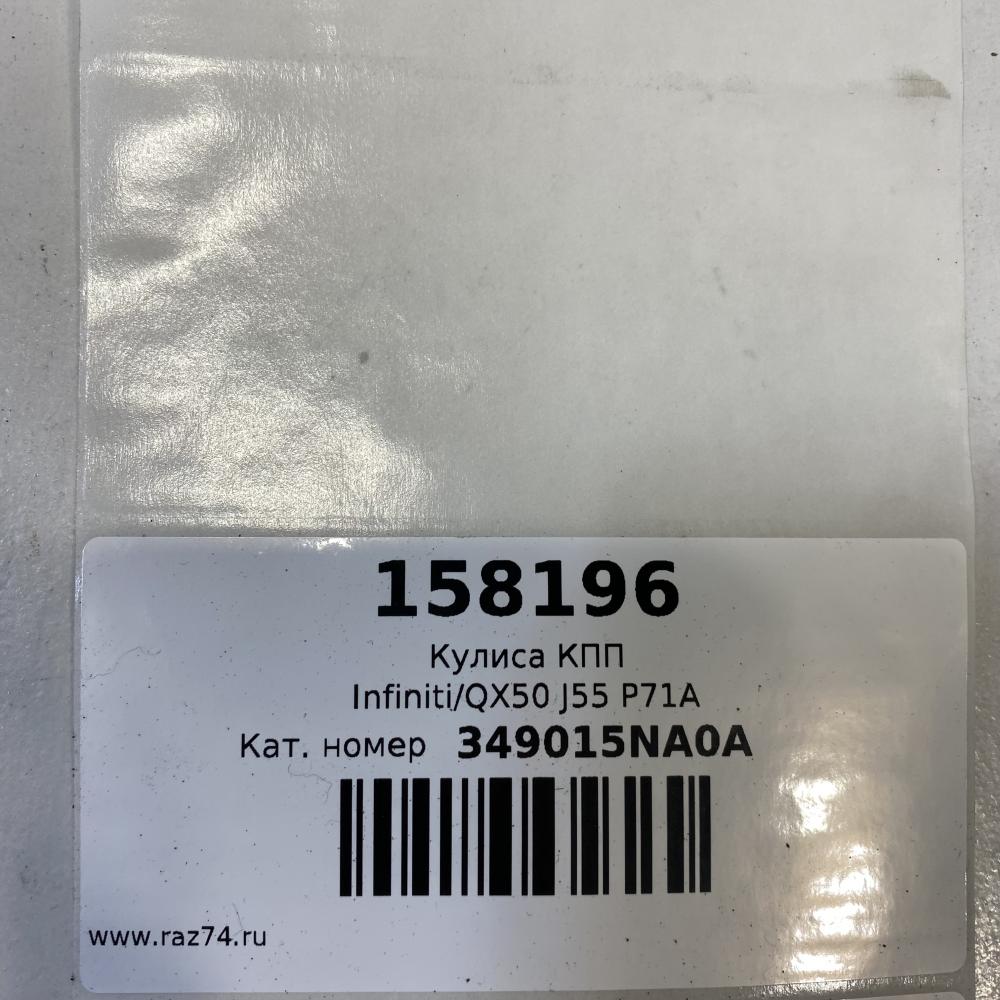 158196
Кулиса КПП
Infiniti/QX50 J55 P71A
Кат. номер 349015NA0A
www.raz74.ru